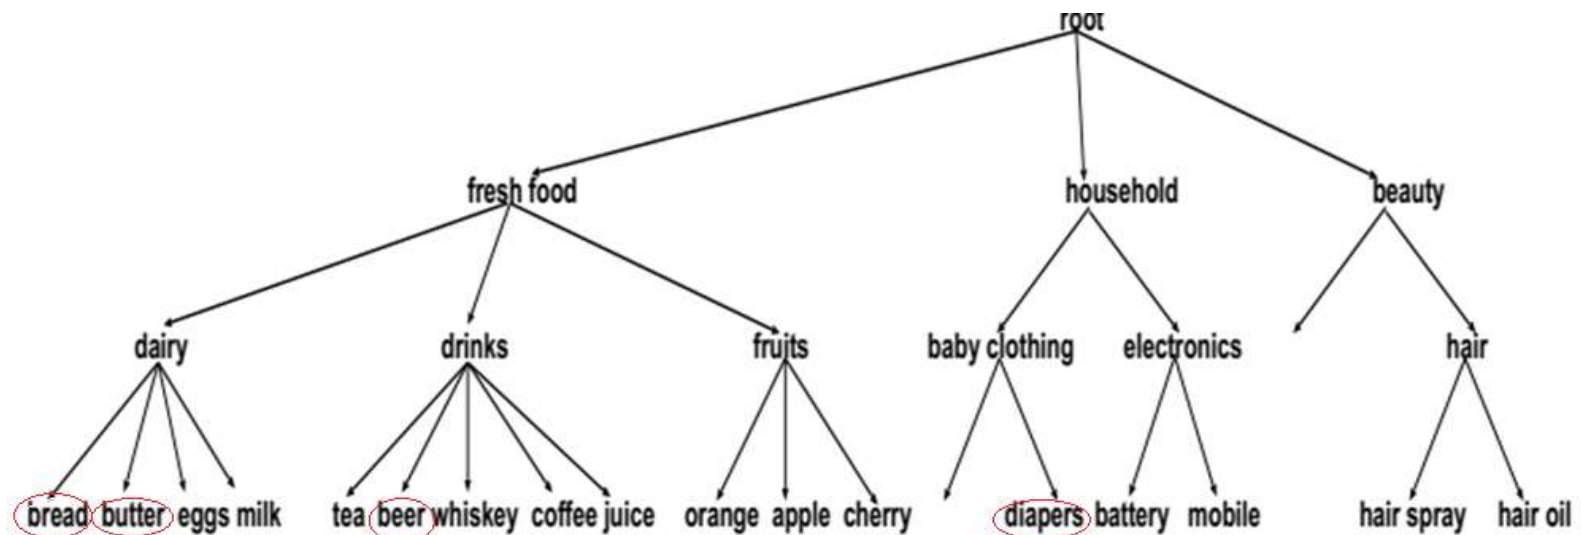 root
fresh food household beauty
dairy drinks fruits baby clothing electronics hair
bread butter eggs milk tea beer whiskey coffee juice orange apple cherry diapers battery mobile hair spray hair oil